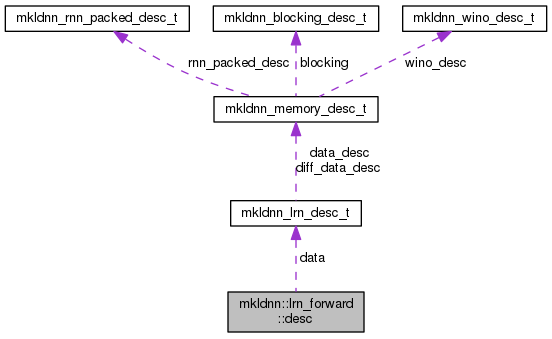 mkldnn_rnn_packed_desc_t
mkldnn_blocking_desc_t
mkldnn_wino_desc_t
rnn_packed_desc
blocking
wino_desc
mkldnn_memory_desc_t
data_desc
diff_data_desc
mkldnn_lrn_desc_t
data
mkldnn::lrn_forward
::desc